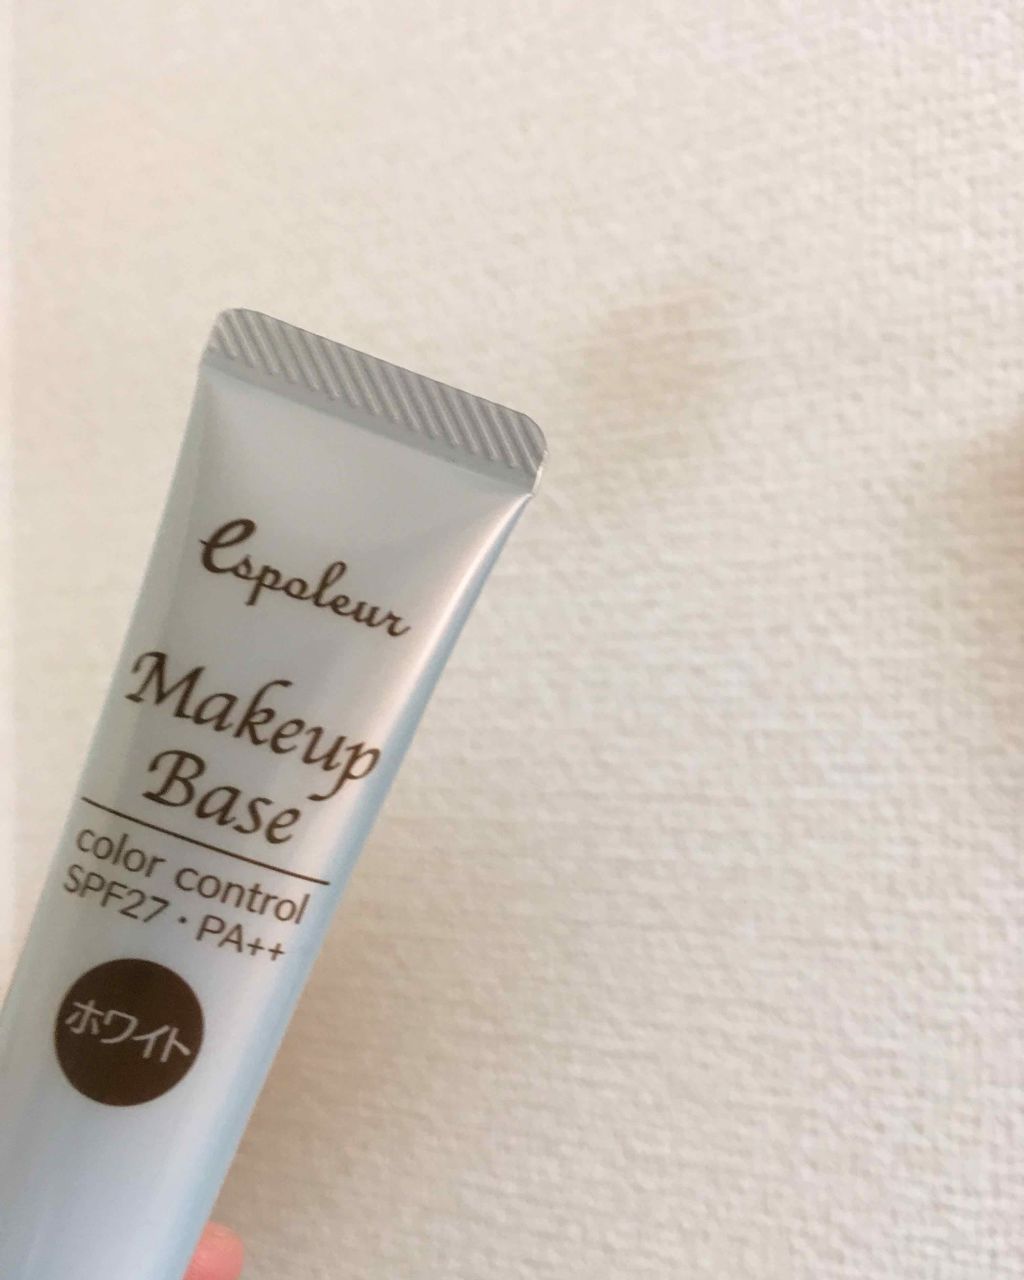 espoleur
Makeup
Base
color control
SPF27・PA++
ホワイト